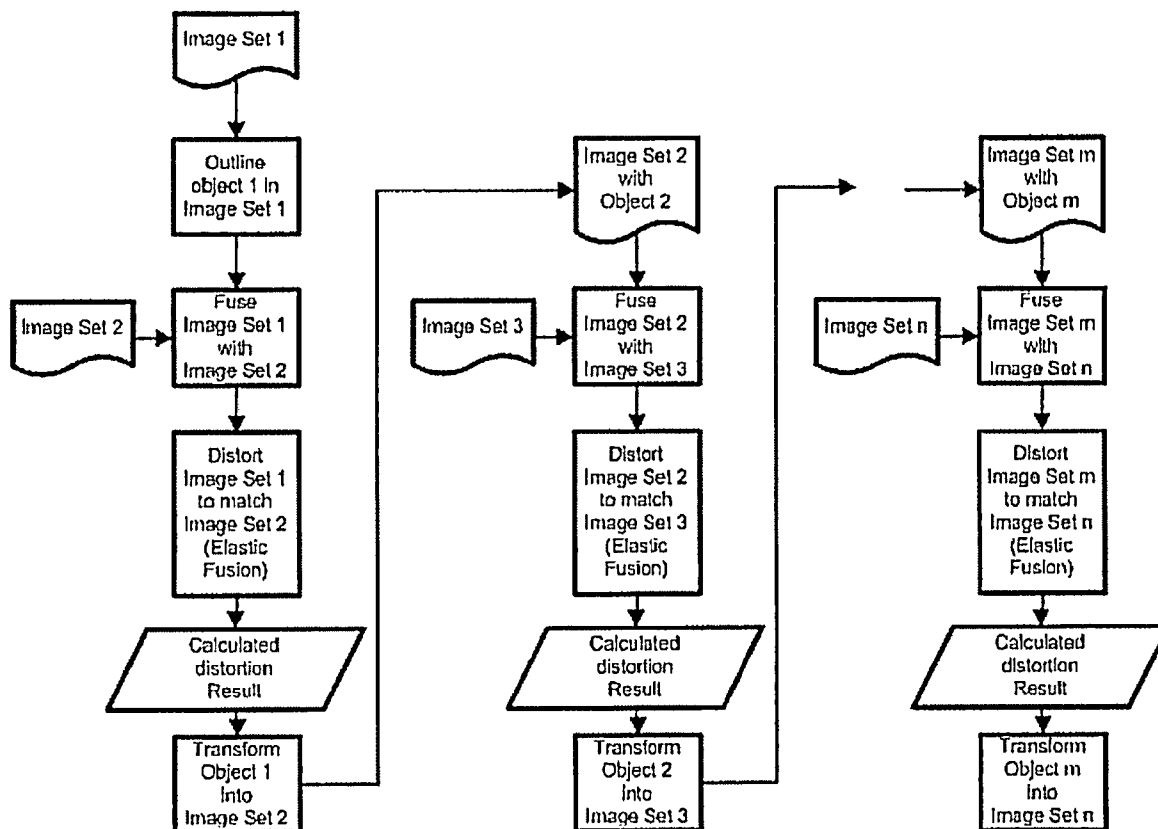 Image Set 1
Outline
object 1 in
Image Set 1
Image Set 2
Fuse
Image Set 1
with
Image Set 2
Distort
Image Set 1
to match
Image Set 2
(Elastic
Fusion)
Calculated
distortion
Result
Transform
Object 1
Into
Image Set 2
Image Set 2
with
Object 2
Image Set 3
Fuse
Image Set 2
with
Image Set 3
Distort
Image Set 2
to match
Image Set 3
(Elastic
Fusion)
Calculated
distortion
Result
Transform
Object 2
Into
Image Set 3
Image Set m
with
Object m
Image Set n
Fuse
Image Set m
with
Image Set n
Distort
Image Set m
to match
Image Set n
(Elastic
Fusion)
Calculated
distortion
Result
Transform
Object m
Into
Image Set n